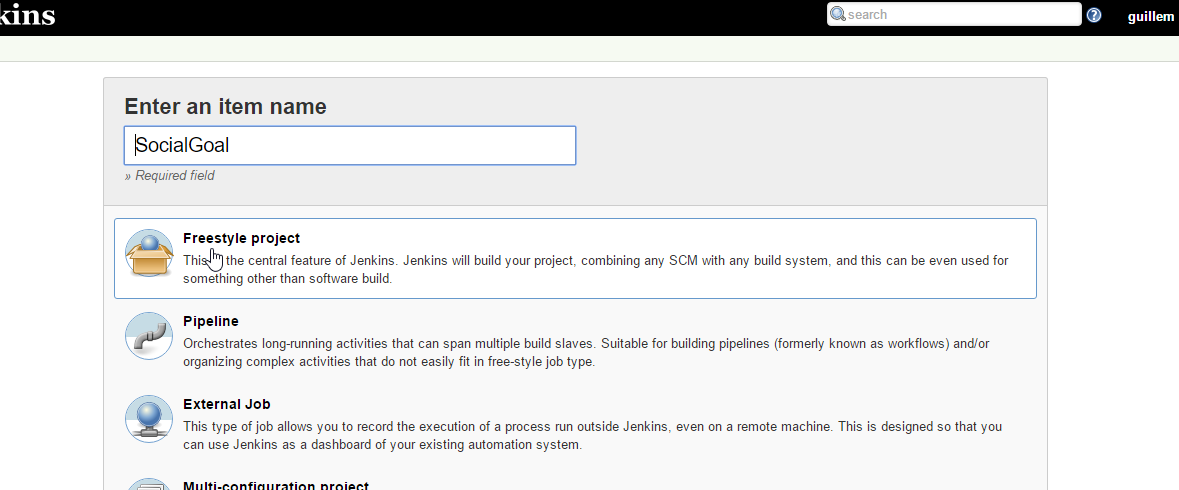 kins
search
guillem
Enter an item name
SocialGoal
» Required field
Freestyle project
This the central feature of Jenkins. Jenkins will build your project, combining any SCM with any build system, and this can be even used for
something other than software build.
Pipeline
Orchestrates long-running activities that can span multiple build slaves. Suitable for building pipelines (formerly known as workflows) and/or
organizing complex activities that do not easily fit in free-style job type.
External Job
This type of job allows you to record the execution of a process run outside Jenkins, even on a remote machine. This is designed so that you
can use Jenkins as a dashboard of your existing automation system.
Multi-configuration project